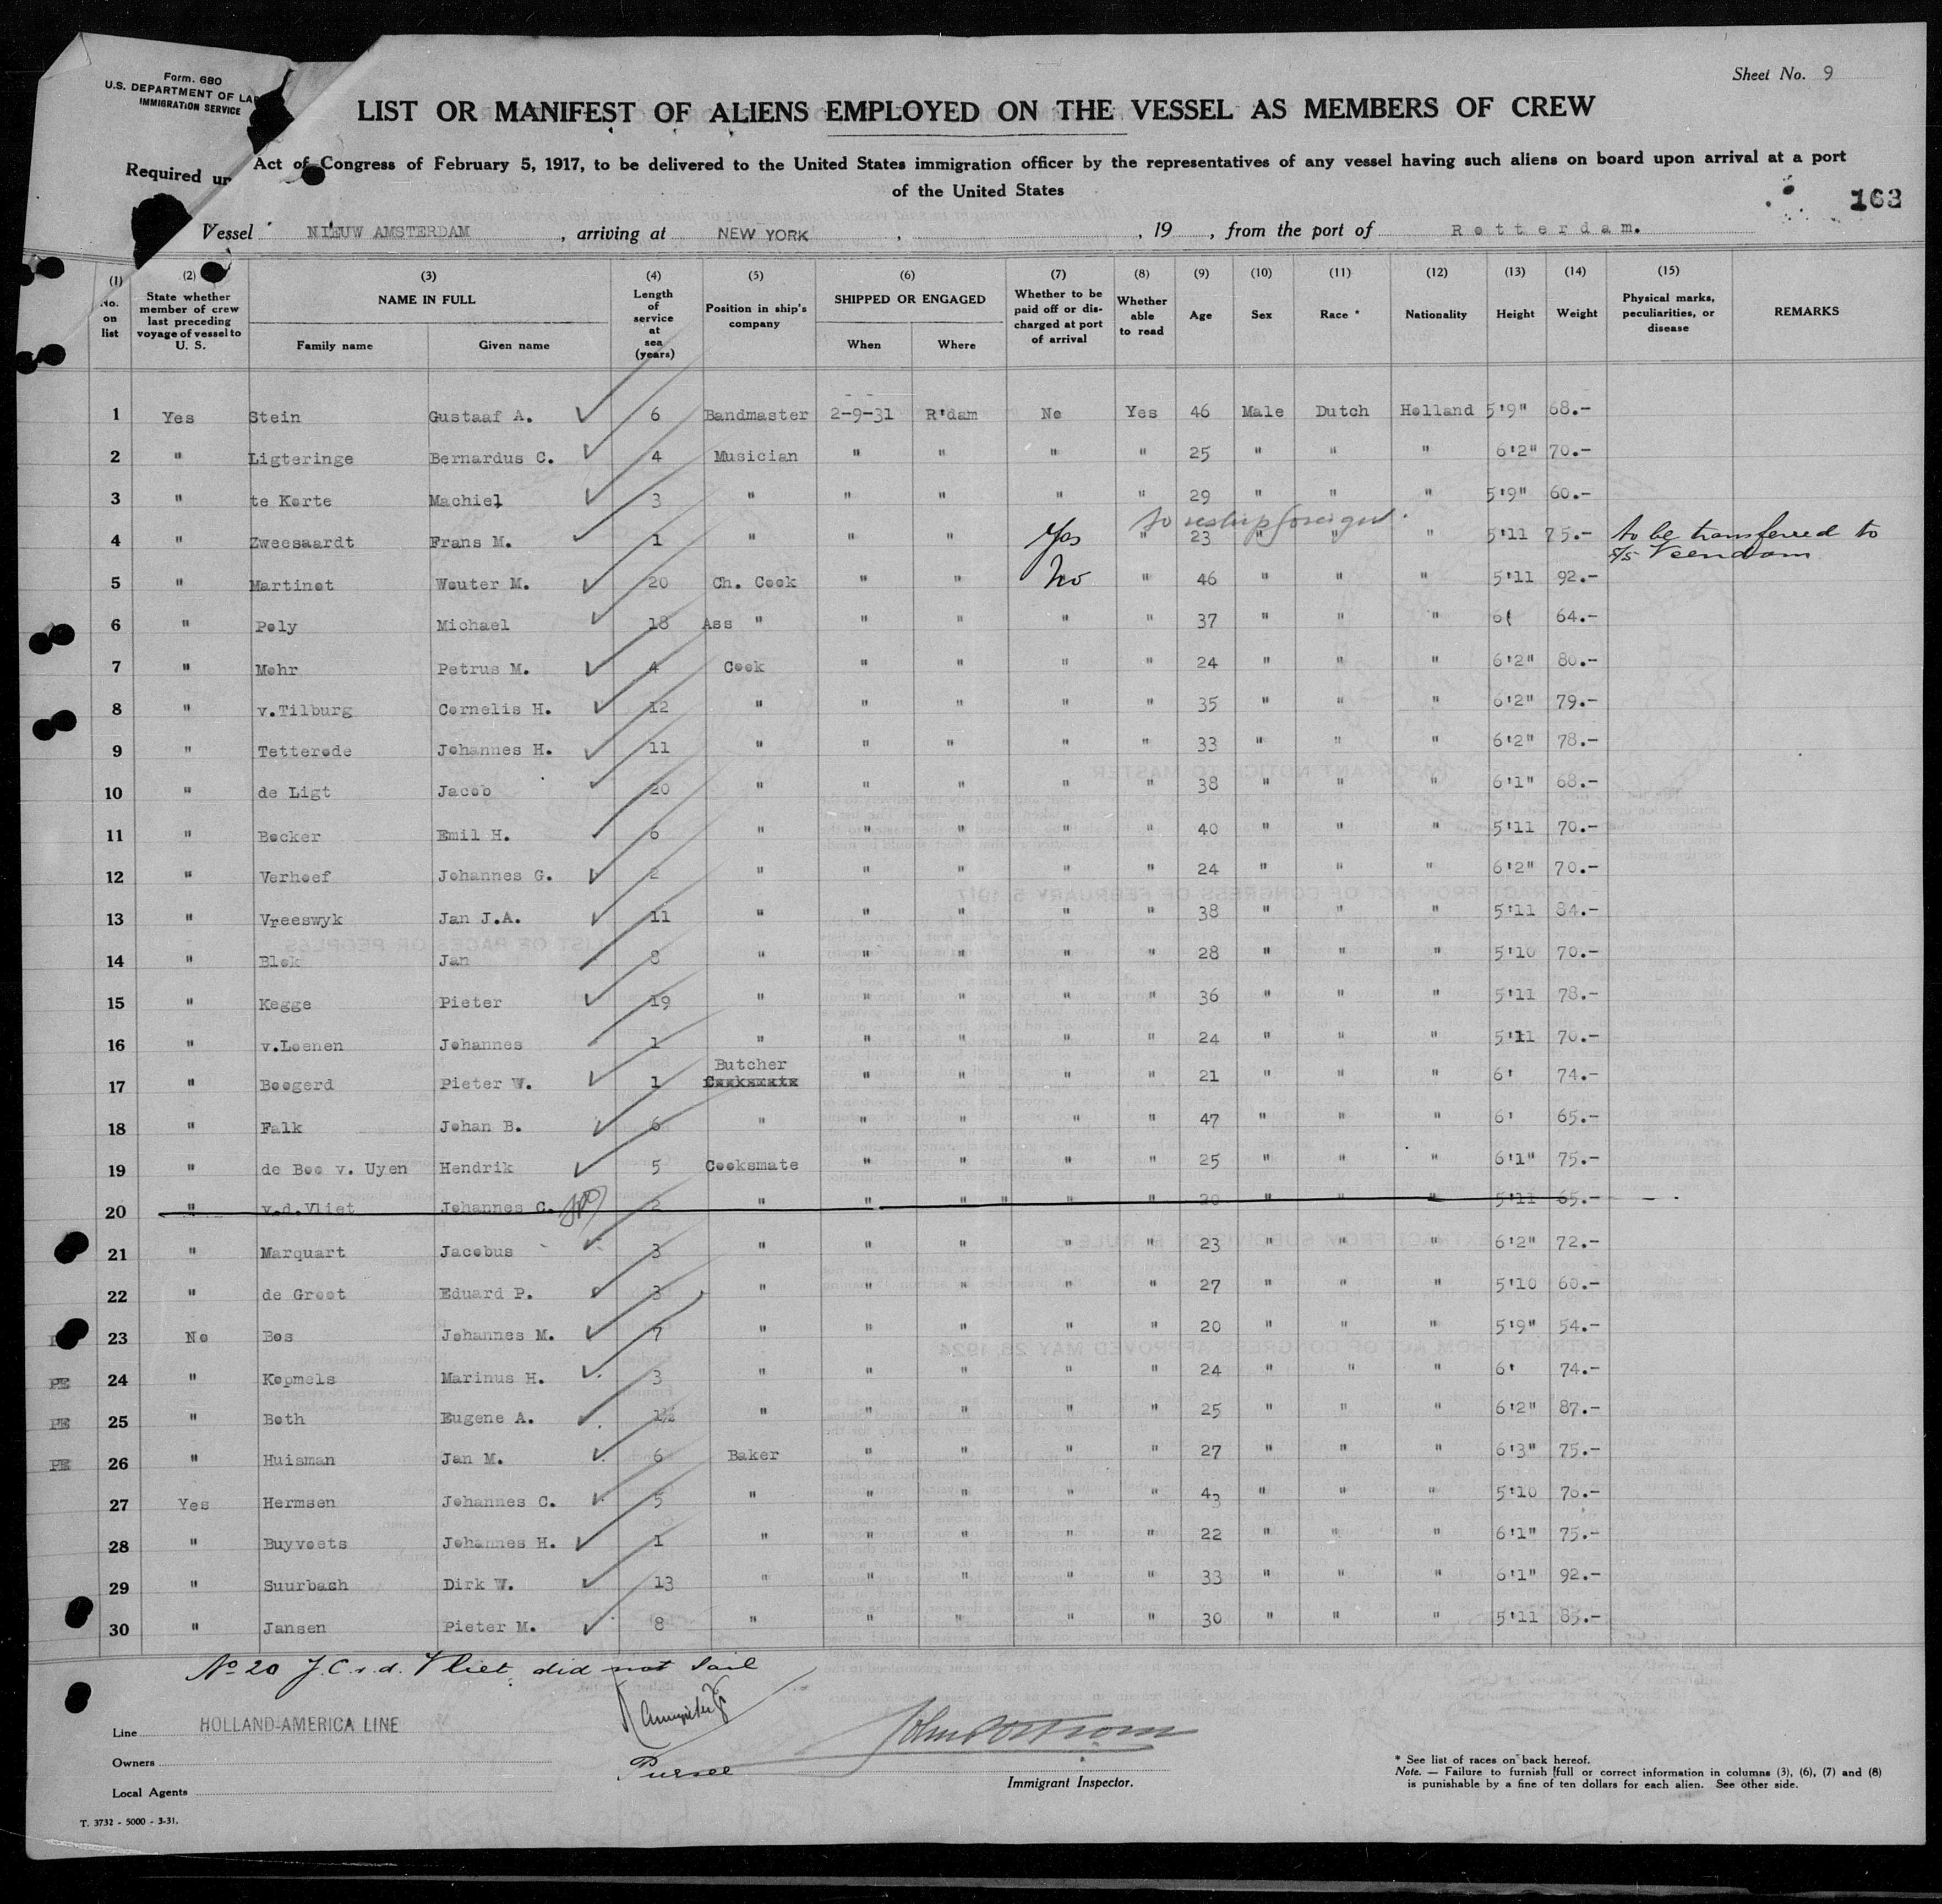 Form. 680
U.S. DEPARTMENT OF LA
IMMIGRATION SERVICE
Sheet No. 9
LIST OR MANIFEST OF ALIENS EMPLOYED ON THE VESSEL AS MEMBERS OF CREW
Required ur Act of Congress of February 5, 1917, to be delivered to the United States immigration officer by the representatives of any vessel having such aliens on board upon arrival at a port
of the United States
163
Vessel NIEUW AMSTERDAM, arriving at NEW YORK, , 19 , from the port of Rotterdam.
(1) (2) (3) (4) (5) (6) (7) (8) (9) (10) (11) (12) (13) (14) (15)
No. on list State whether member of crew last preceding voyage of vessel to U. S. NAME IN FULL Length of service at sea (years) Position in ship's company SHIPPED OR ENGAGED Whether to be paid off or discharged at port of arrival Whether able to read Age Sex Race * Nationality Height Weight Physical marks, peculiarities, or disease REMARKS
Family name Given name When Where
1 Yes Stein Gustaaf A. 6 Bandmaster 2-9-31 R'dam No Yes 46 Male Dutch Holland 5'9" 68.-
2 " Ligteringe Bernardus C. 4 Musician " " " " 25 " " " 6'2" 70.-
3 " te Korte Machiel 3 " " " " " 29 " " " 5'9" 60.-
to reship foreign.
4 " Zweesaardt Frans M. 1 " " " Yes " 23 " " " 5'11 75.- to be transferred to
s/s Veendam
5 " Martinot Wouter M. 20 Ch. Cook " " No " 46 " " " 5'11 92.-
6 " Poly Michael 18 Ass " " " " " 37 " " " 6' 64.-
7 " Mohr Petrus M. 4 Cook " " " " 24 " " " 6'2" 80.-
8 " v.Tilburg Cornelis H. 12 " " " " " 35 " " " 6'2" 79.-
9 " Tetterode Johannes H. 11 " " " " " 33 " " " 6'2" 78.-
10 " de Ligt Jacob 20 " " " " " 38 " " " 6'1" 68.-
11 " Becker Emil H. 6 " " " " " 40 " " " 5'11 70.-
12 " Verhoef Johannes G. 2 " " " " " 24 " " " 6'2" 70.-
13 " Vreeswyk Jan J.A. 11 " " " " " 38 " " " 5'11 84.-
14 " Blok Jan 8 " " " " " 28 " " " 5'10 70.-
15 " Kegge Pieter 19 " " " " " 36 " " " 5'11 78.-
16 " v.Loenen Johannes 1 " " " " " 24 " " " 5'11 70.-
Butcher
17 " Boogerd Pieter W. 1 Cooksmate " " " " 21 " " " 6' 74.-
18 " Falk Johan B. 6 " " " " " 47 " " " 6' 65.-
19 " de Boo v. Uyen Hendrik 5 Cooksmate " " " " 25 " " " 6'1" 75.-
20 " v.d.Vliet Johannes C. 2 " " " " " 20 " " " 5'11 65.-
21 " Marquart Jacobus 3 " " " " " 23 " " " 6'2" 72.-
22 " de Groot Eduard P. 3 " " " " " 27 " " " 5'10 60.-
23 No Bos Johannes M. 7 " " " " " 20 " " " 5'9" 54.-
PE 24 " Kopmels Marinus H. 3 " " " " " 24 " " " 6' 74.-
PE 25 " Both Eugene A. 1½ " " " " " 25 " " " 6'2" 87.-
PE 26 " Huisman Jan M. 6 Baker " " " " 27 " " " 6'3" 75.-
27 Yes Hermsen Johannes C. 5 " " " " " 43 " " " 5'10 76.-
28 " Buyvoets Johannes H. 1 " " " " " 22 " " " 6'1" 75.-
29 " Suurbach Dirk W. 13 " " " " " 33 " " " 6'1" 92.-
30 " Jansen Pieter M. 8 " " " " " 30 " " " 5'11 83.-
No 20 J.C.v.d. Vliet did not sail
Line HOLLAND-AMERICA LINE
Owners
Purser
Local Agents
Immigrant Inspector.
* See list of races on back hereof.
Note. — Failure to furnish full or correct information in columns (3), (6), (7) and (8)
is punishable by a fine of ten dollars for each alien. See other side.
T. 3732 - 5000 - 3-31.